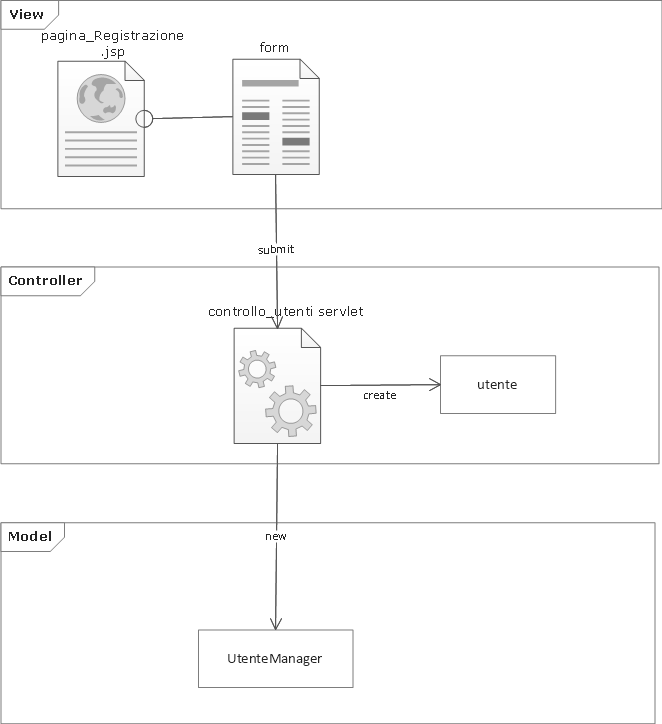 View
pagina_Registrazione
.jsp
form
submit
Controller
controllo_utenti servlet
create
utente
Model
new
UtenteManager